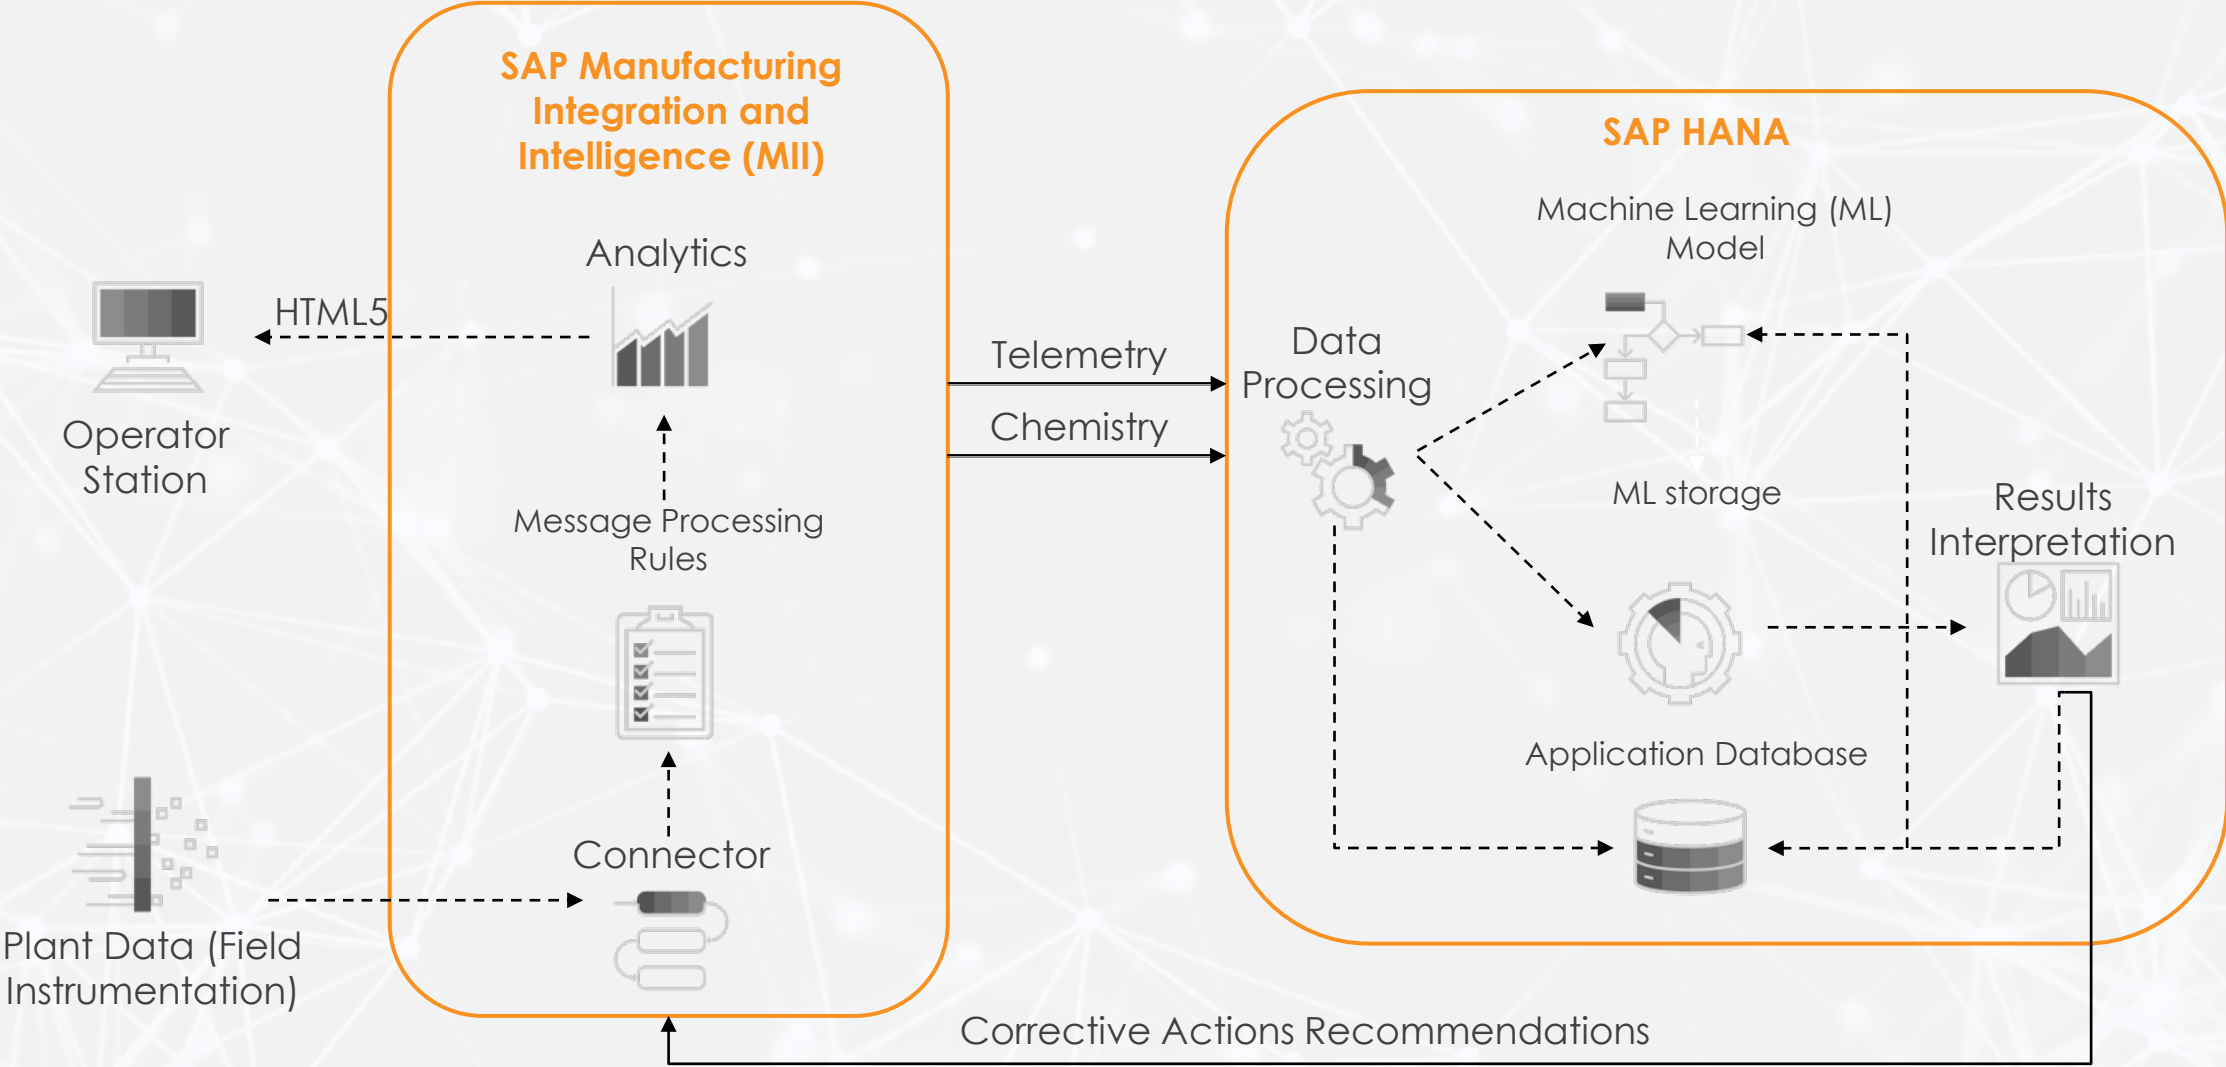 SAP Manufacturing
Integration and
Intelligence (MII)
Analytics
HTML5
Operator
Station
Message Processing
Rules
Connector
Plant Data (Field
Instrumentation)
Telemetry
Chemistry
SAP HANA
Machine Learning (ML)
Model
Data
Processing
ML storage
Results
Interpretation
Application Database
Corrective Actions Recommendations